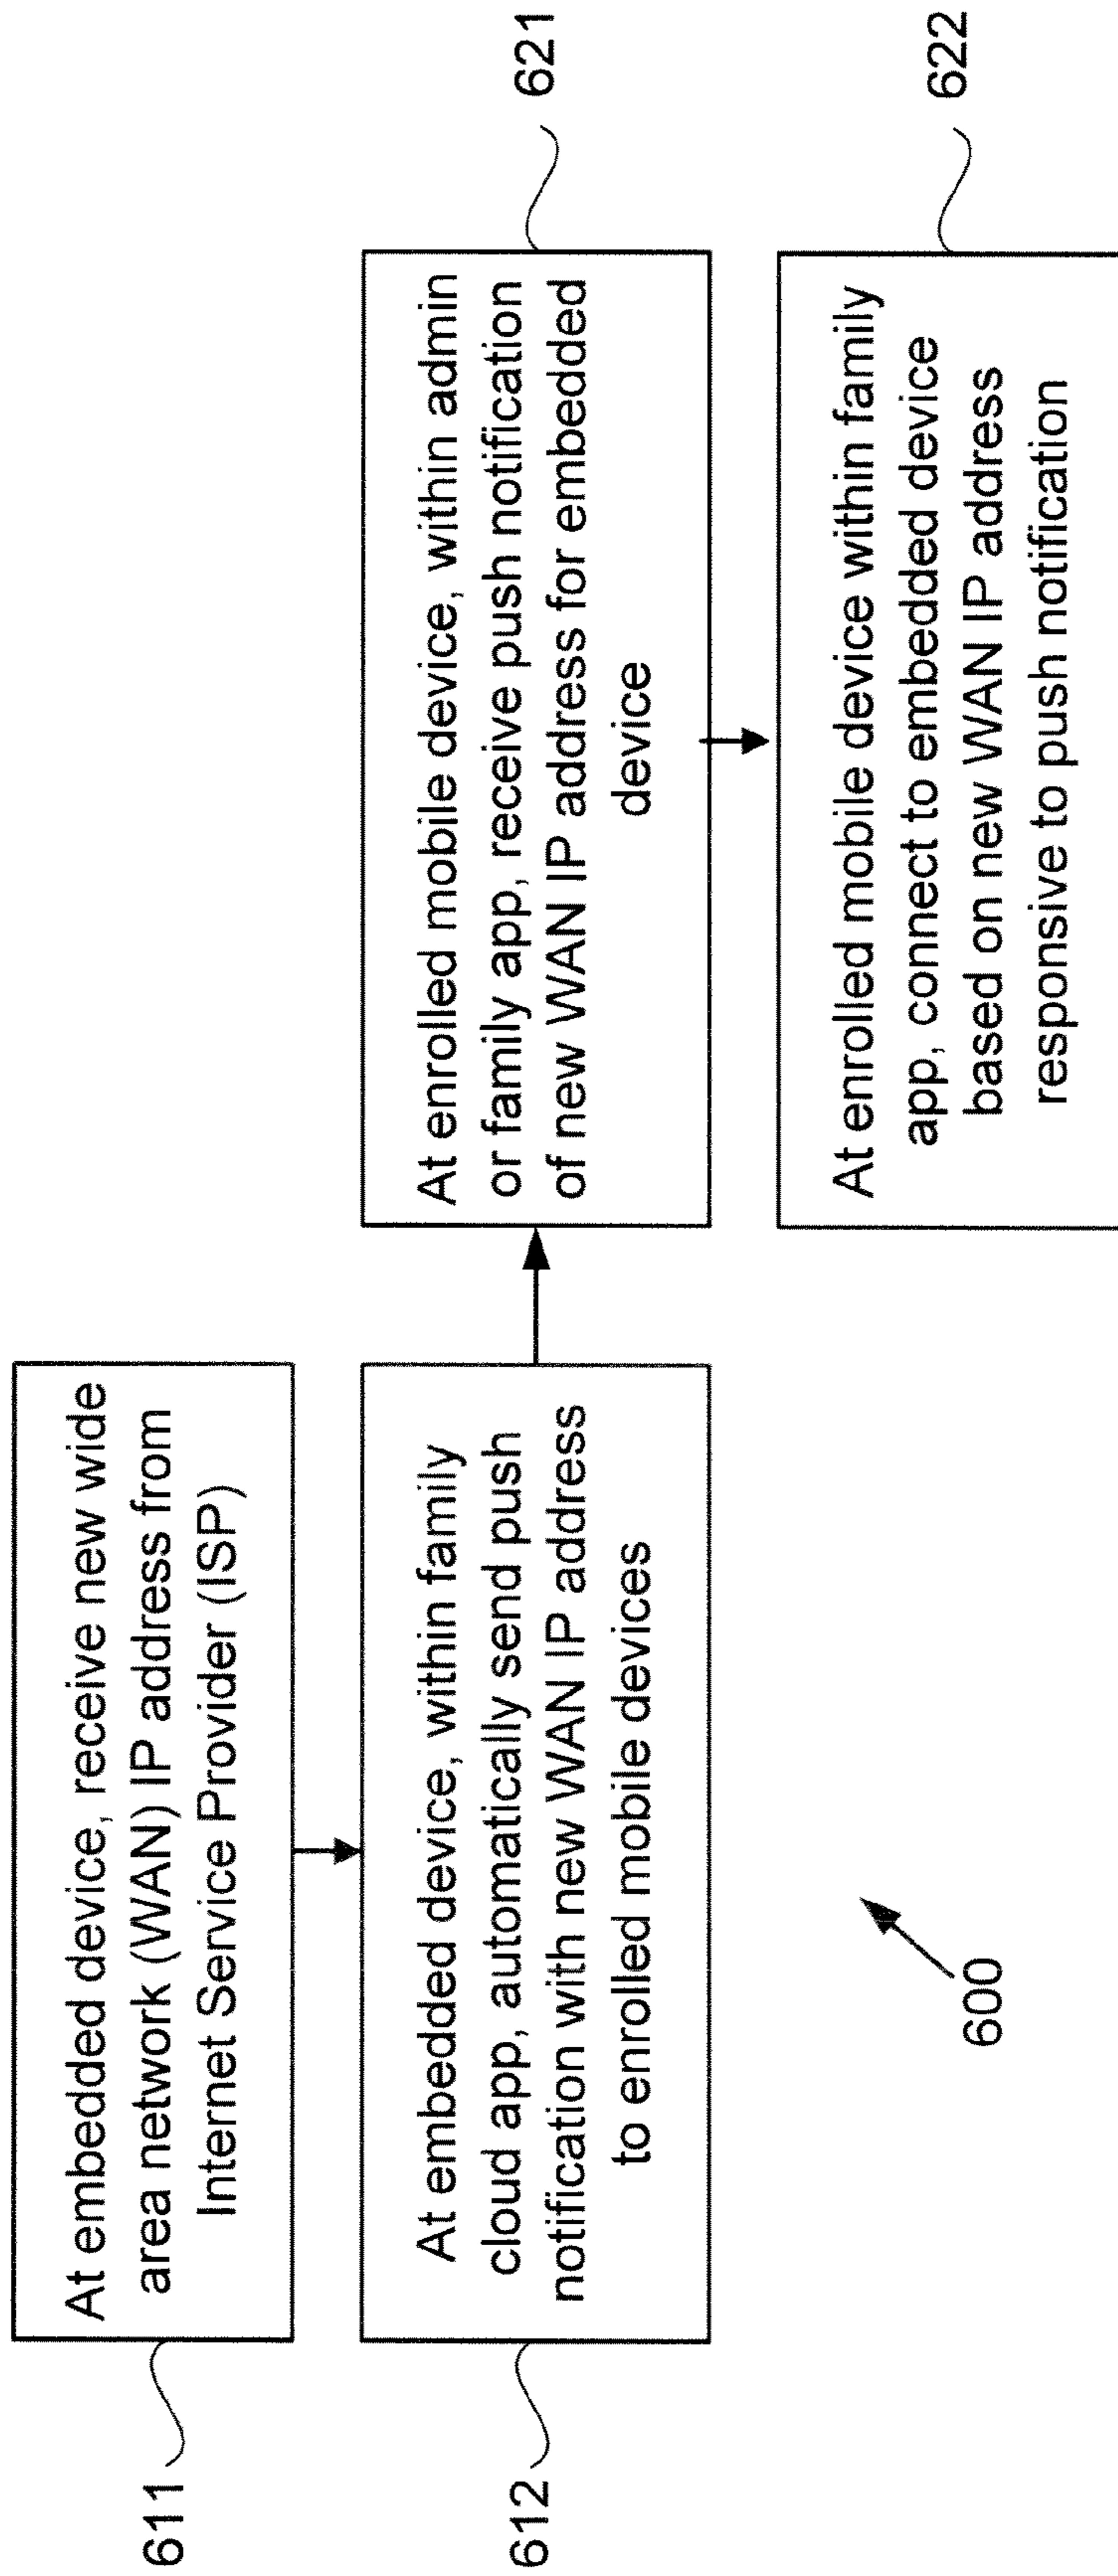 611
At embedded device, receive new wide
area network (WAN) IP address from
Internet Service Provider (ISP)
612
At embedded device, within family
cloud app, automatically send push
notification with new WAN IP address
to enrolled mobile devices
At enrolled mobile device, within admin
or family app, receive push notification
of new WAN IP address for embedded
device
621
At enrolled mobile device within family
app, connect to embedded device
based on new WAN IP address
responsive to push notification
622
600